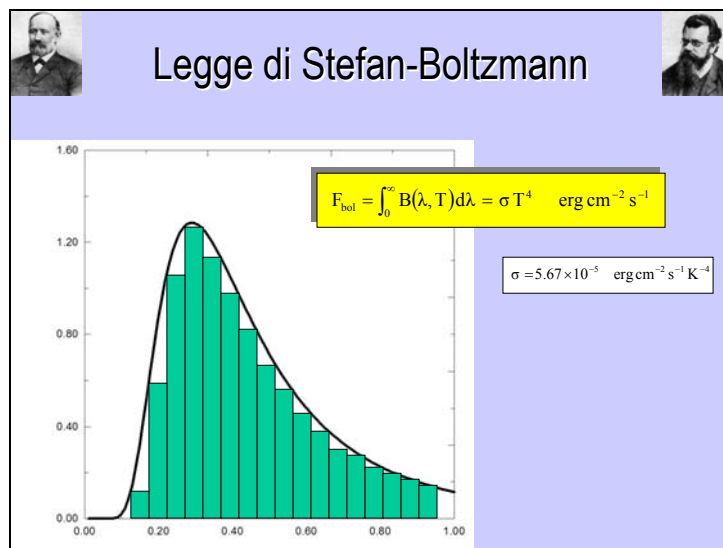 Legge di Stefan-Boltzmann
F_bol = ∫₀^∞ B(λ, T)dλ = σ T⁴ erg cm⁻² s⁻¹
σ = 5.67 × 10⁻⁵ erg cm⁻² s⁻¹ K⁻⁴
1.60
1.20
0.80
0.40
0.00
0.00 0.20 0.40 0.60 0.80 1.00